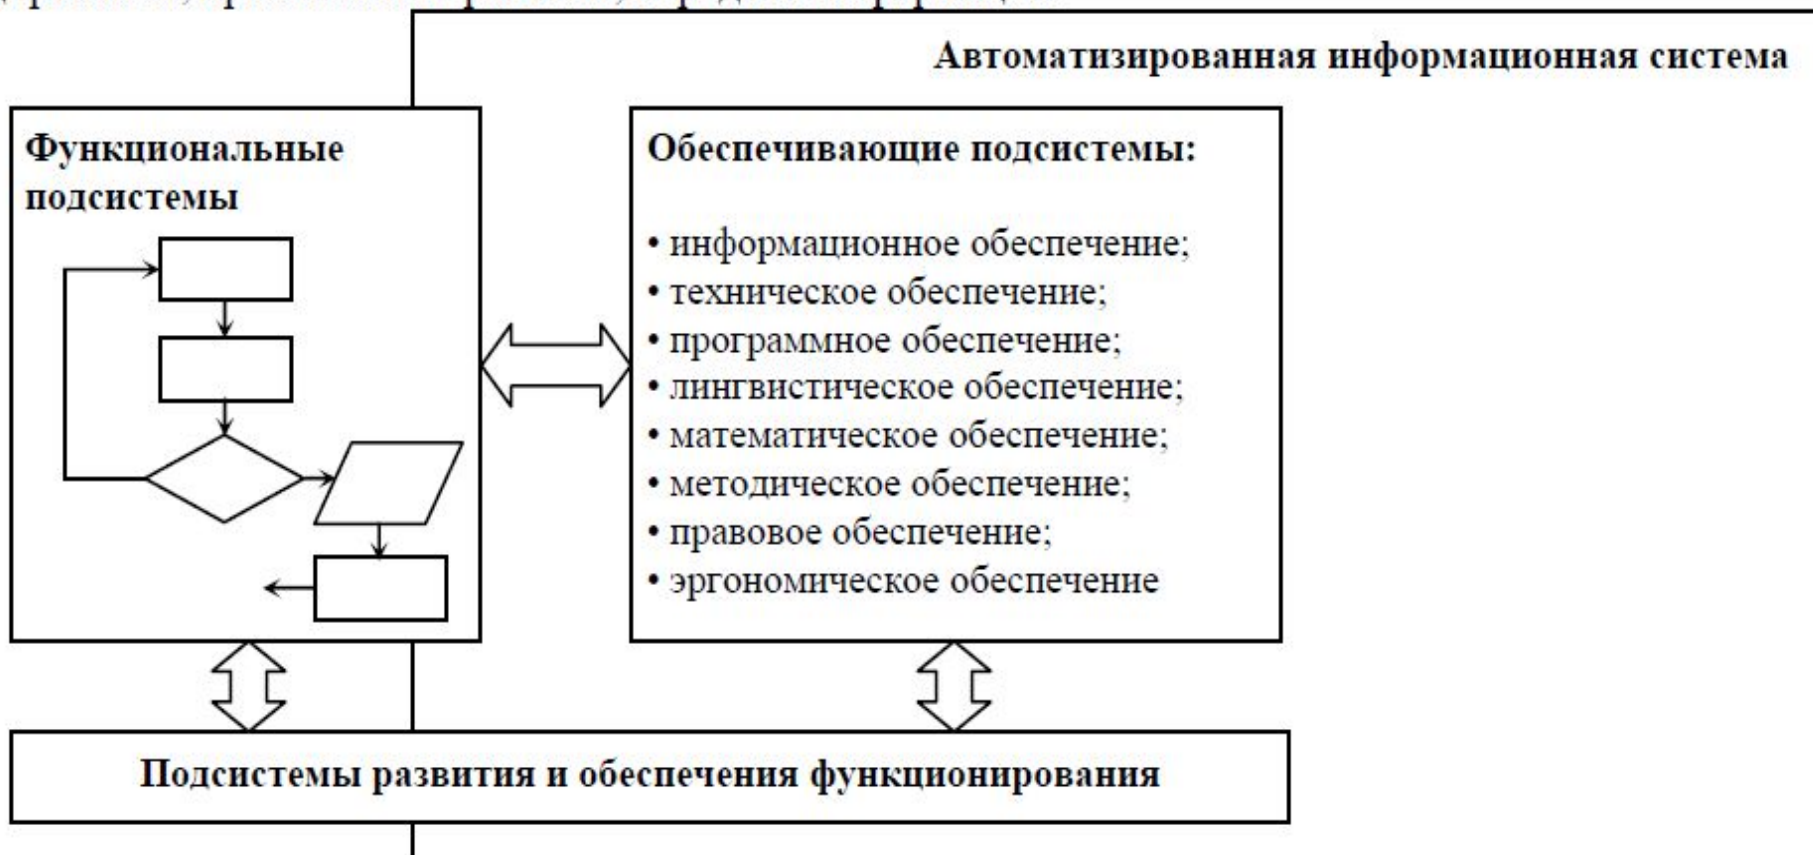 Автоматизированная информационная система
Функциональные
подсистемы
Обеспечивающие подсистемы:
• информационное обеспечение;
• техническое обеспечение;
• программное обеспечение;
• лингвистическое обеспечение;
• математическое обеспечение;
• методическое обеспечение;
• правовое обеспечение;
• эргономическое обеспечение
Подсистемы развития и обеспечения функционирования